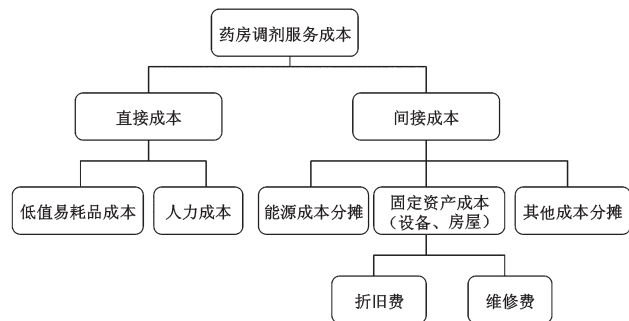 药房调剂服务成本
直接成本
间接成本
低值易耗品成本
人力成本
能源成本分摊
固定资产成本
（设备、房屋）
其他成本分摊
折旧费
维修费